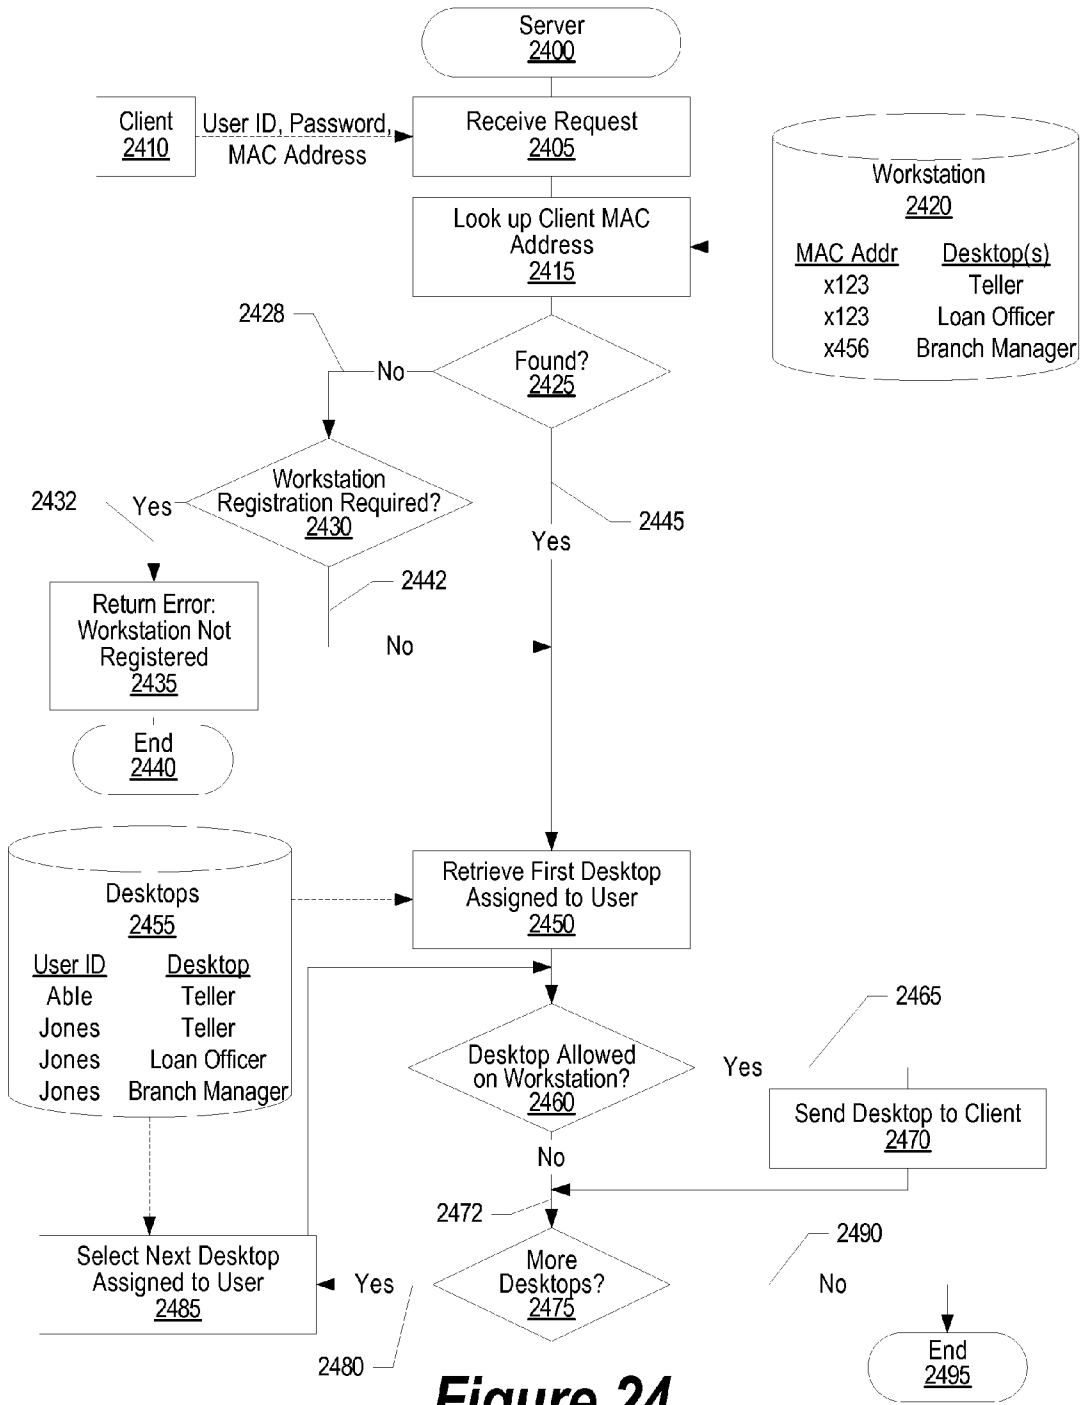 Server
2400
Client
2410
User ID, Password,
MAC Address
Receive Request
2405
Look up Client MAC
Address
2415
Workstation
2420
MAC Addr Desktop(s)
x123 Teller
x123 Loan Officer
x456 Branch Manager
2428
No
Found?
2425
Workstation
Registration Required?
2430
2432
Yes
2445
Yes
2442
No
Return Error:
Workstation Not
Registered
2435
End
2440
Retrieve First Desktop
Assigned to User
2450
Desktops
2455
User ID Desktop
Able Teller
Jones Teller
Jones Loan Officer
Jones Branch Manager
Desktop Allowed
on Workstation?
2460
Yes
2465
Send Desktop to Client
2470
No
2472
More
Desktops?
2475
Yes
2480
Select Next Desktop
Assigned to User
2485
2490
No
End
2495
Figure 24